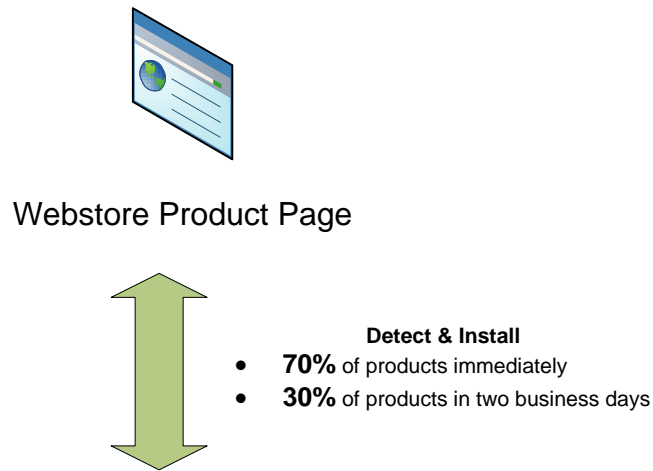 Webstore Product Page
Detect & Install
• 70% of products immediately
• 30% of products in two business days